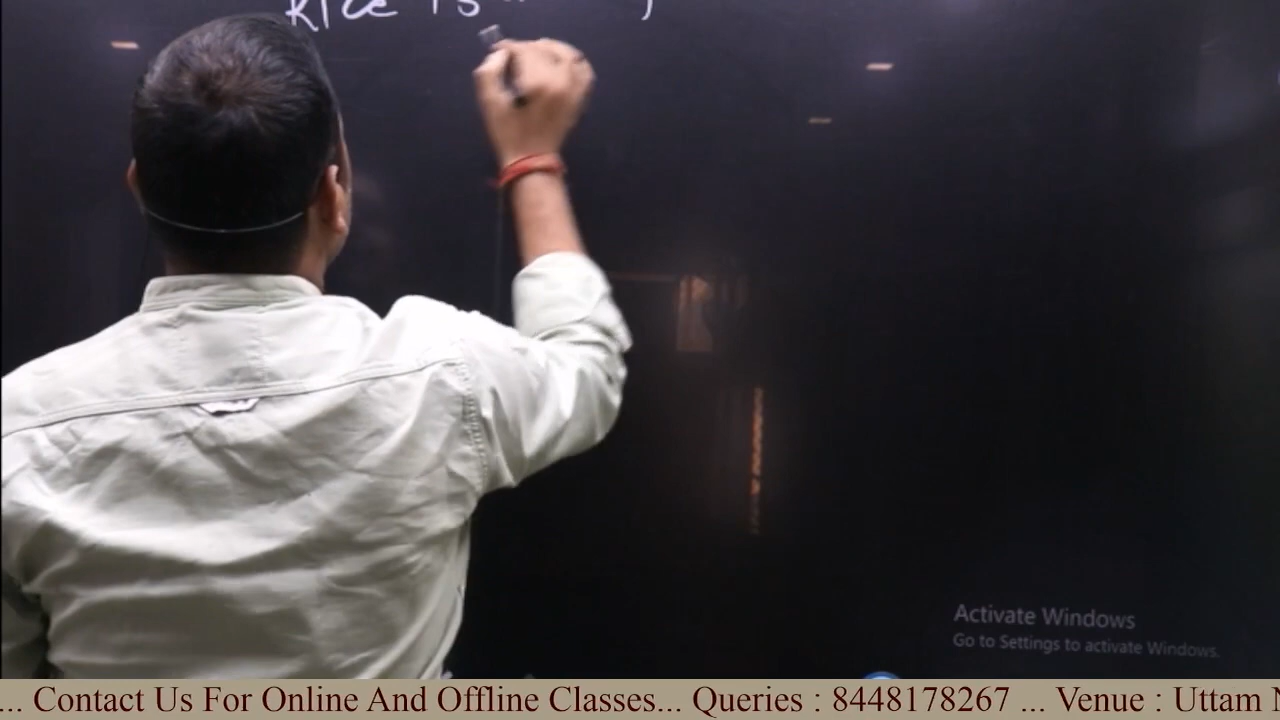 Rice is
Activate Windows
Go to Settings to activate Windows.
... Contact Us For Online And Offline Classes... Queries : 8448178267 ... Venue : Uttam